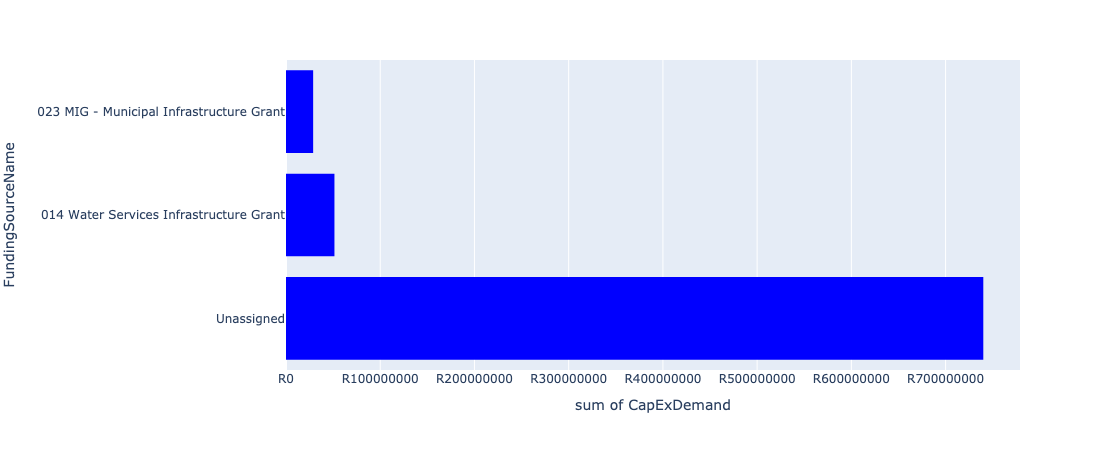 FundingSourceName
023 MIG - Municipal Infrastructure Grant
014 Water Services Infrastructure Grant
Unassigned
R0 R100000000 R200000000 R300000000 R400000000 R500000000 R600000000 R700000000
sum of CapExDemand